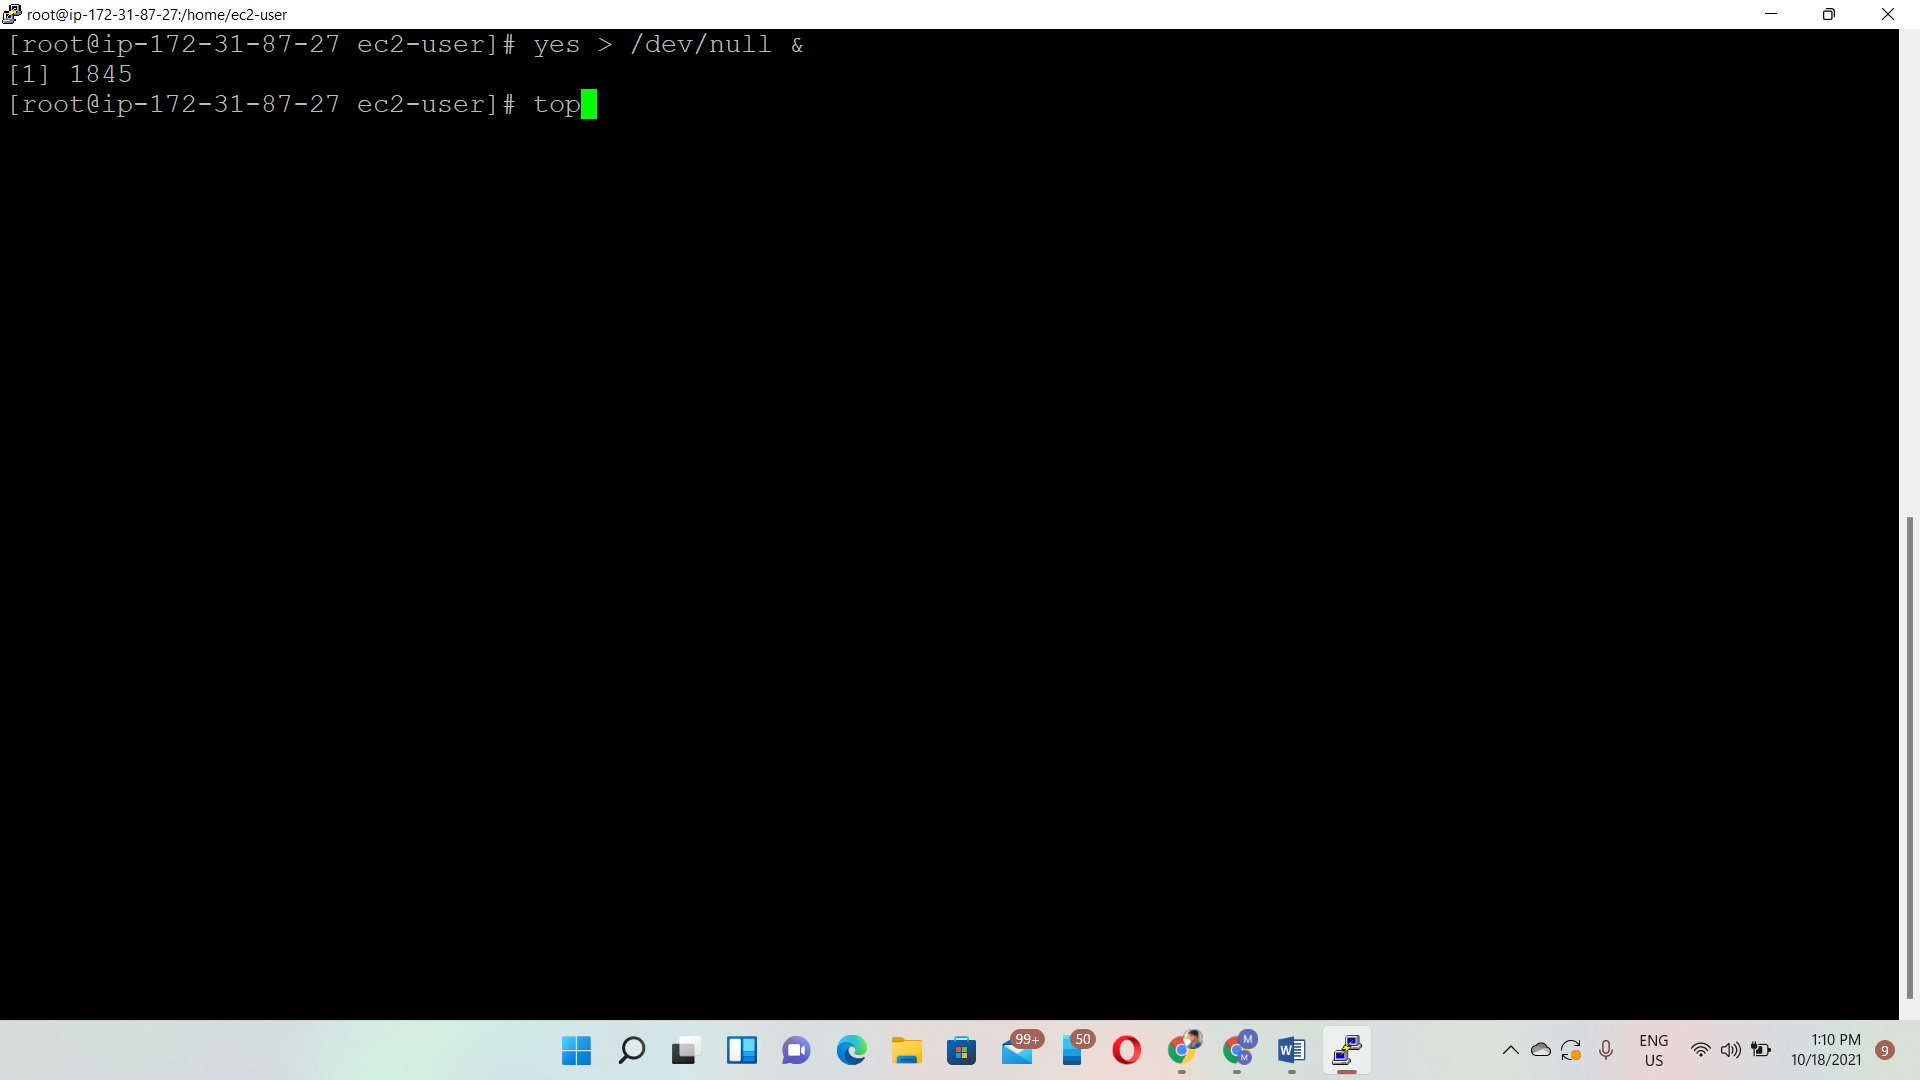 root@ip-172-31-87-27:/home/ec2-user
[root@ip-172-31-87-27 ec2-user]# yes > /dev/null &
[1] 1845
[root@ip-172-31-87-27 ec2-user]# top
99+
50
M
M
W
ENG
US
1:10 PM
10/18/2021
9